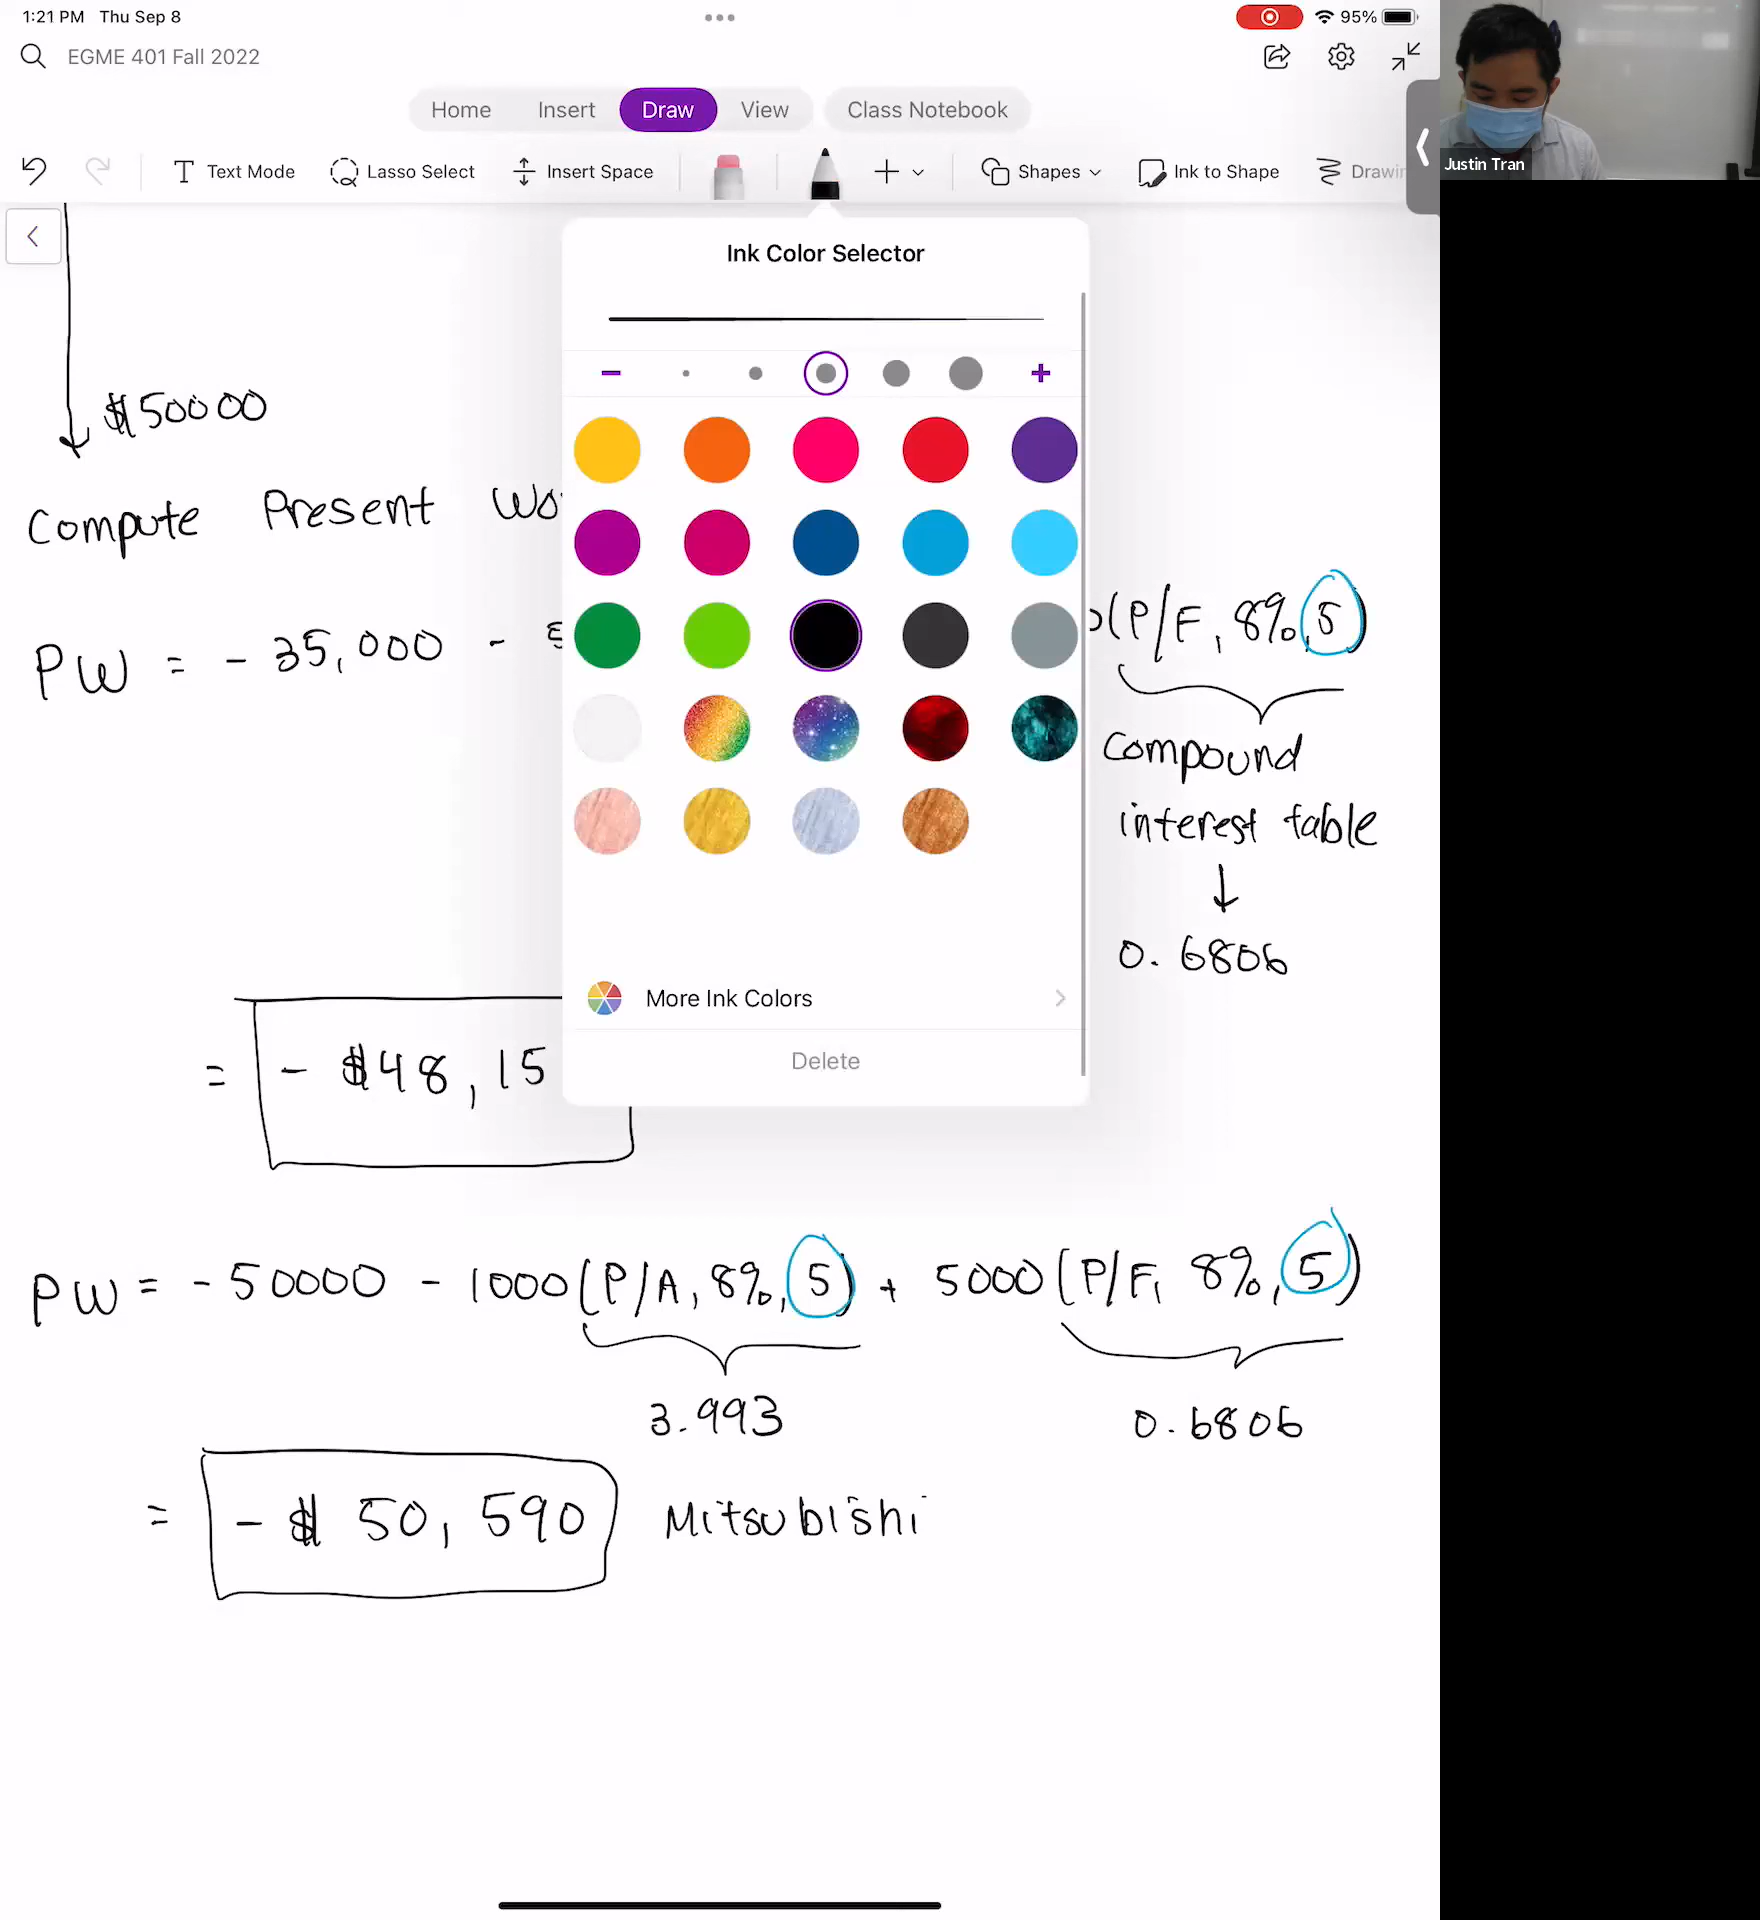 1:21 PM Thu Sep 8
95%
EGME 401 Fall 2022
Home Insert Draw View Class Notebook
Text Mode Lasso Select Insert Space Shapes Ink to Shape Drawi
Justin Tran
Ink Color Selector
$50000
Compute Present Wo
PW = - 35,000 -
(P/F, 8%, 5)
compound
interest table
↓
0.6806
More Ink Colors
Delete
= - $48,15
PW = - 50000 - 1000(P/A, 8%, 5) + 5000(P/F, 8%, 5)
3.993 0.6806
= - $ 50,590 Mitsubishi